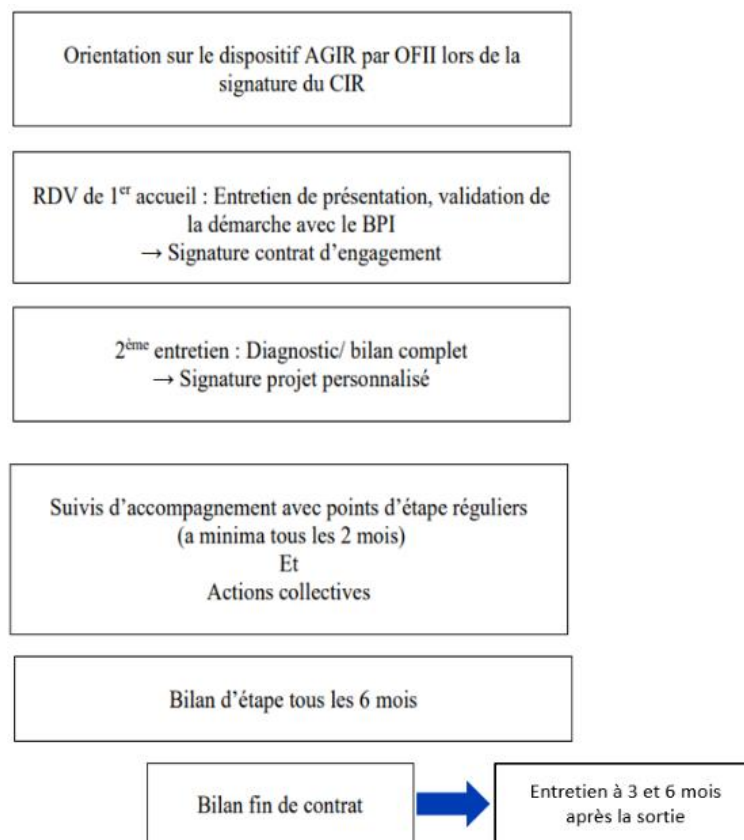 Orientation sur le dispositif AGIR par OFII lors de la
signature du CIR
RDV de 1er accueil : Entretien de présentation, validation de
la démarche avec le BPI
→ Signature contrat d’engagement
2ème entretien : Diagnostic/ bilan complet
→ Signature projet personnalisé
Suivis d’accompagnement avec points d’étape réguliers
(a minima tous les 2 mois)
Et
Actions collectives
Bilan d’étape tous les 6 mois
Bilan fin de contrat
Entretien à 3 et 6 mois
après la sortie